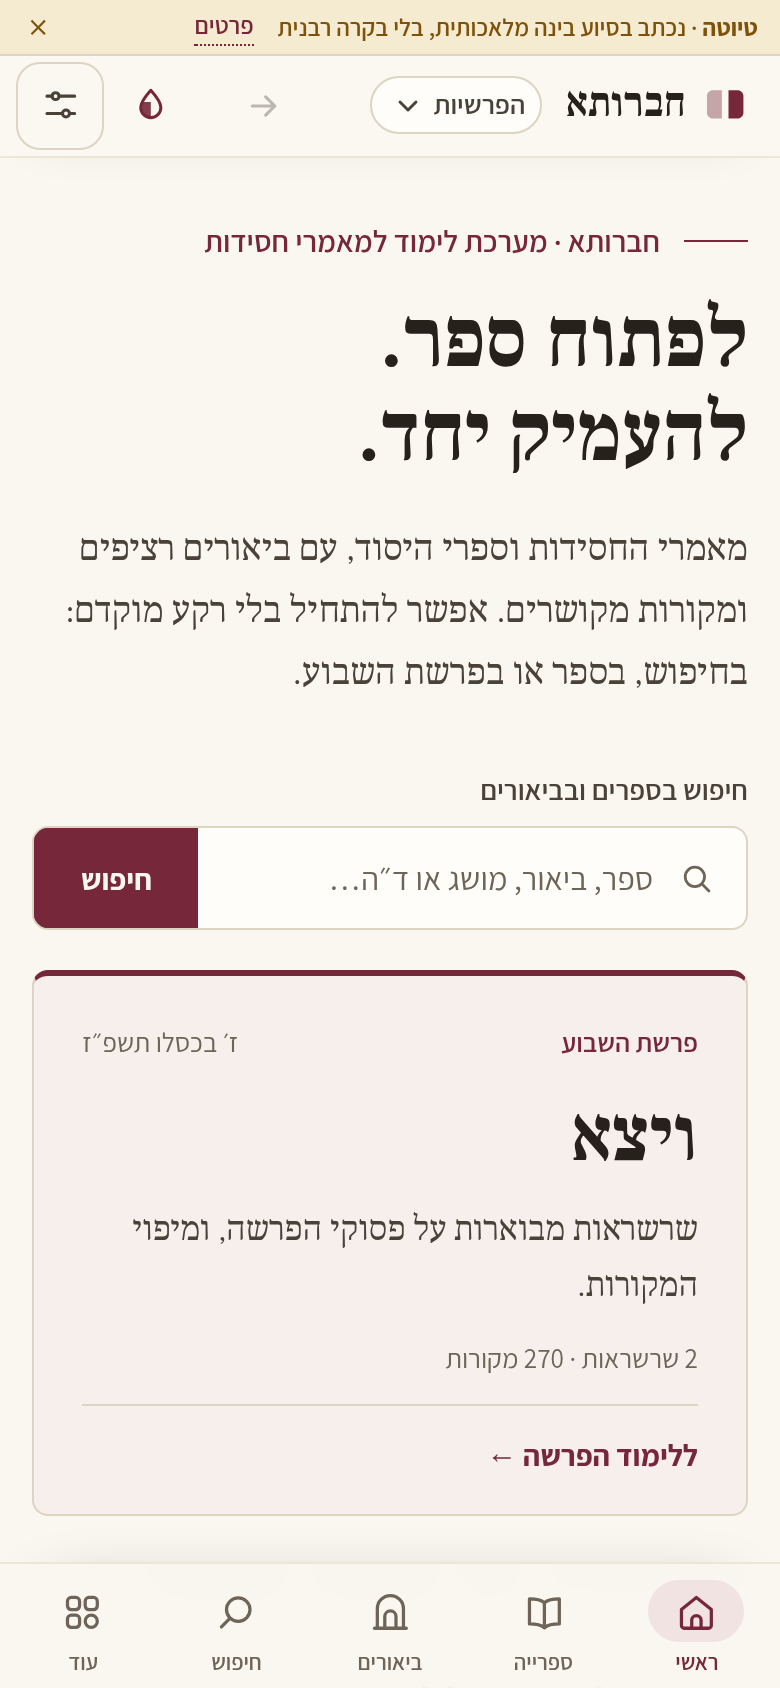 טיוטה · נכתב בסיוע בינה מלאכותית, בלי בקרה רבנית פרטים ×
חברותא הפרשיות
חברותא · מערכת לימוד למאמרי חסידות
לפתוח ספר.
להעמיק יחד.
מאמרי החסידות וספרי היסוד, עם ביאורים רציפים
ומקורות מקושרים. אפשר להתחיל בלי רקע מוקדם:
בחיפוש, בספר או בפרשת השבוע.
חיפוש בספרים ובביאורים
ספר, ביאור, מושג או ד״ה… חיפוש
פרשת השבוע ז׳ בכסלו תשפ״ז
ויצא
שרשראות מבוארות על פסוקי הפרשה, ומיפוי
המקורות.
2 שרשראות · 270 מקורות
ללימוד הפרשה ←
ראשי ספרייה ביאורים חיפוש עוד